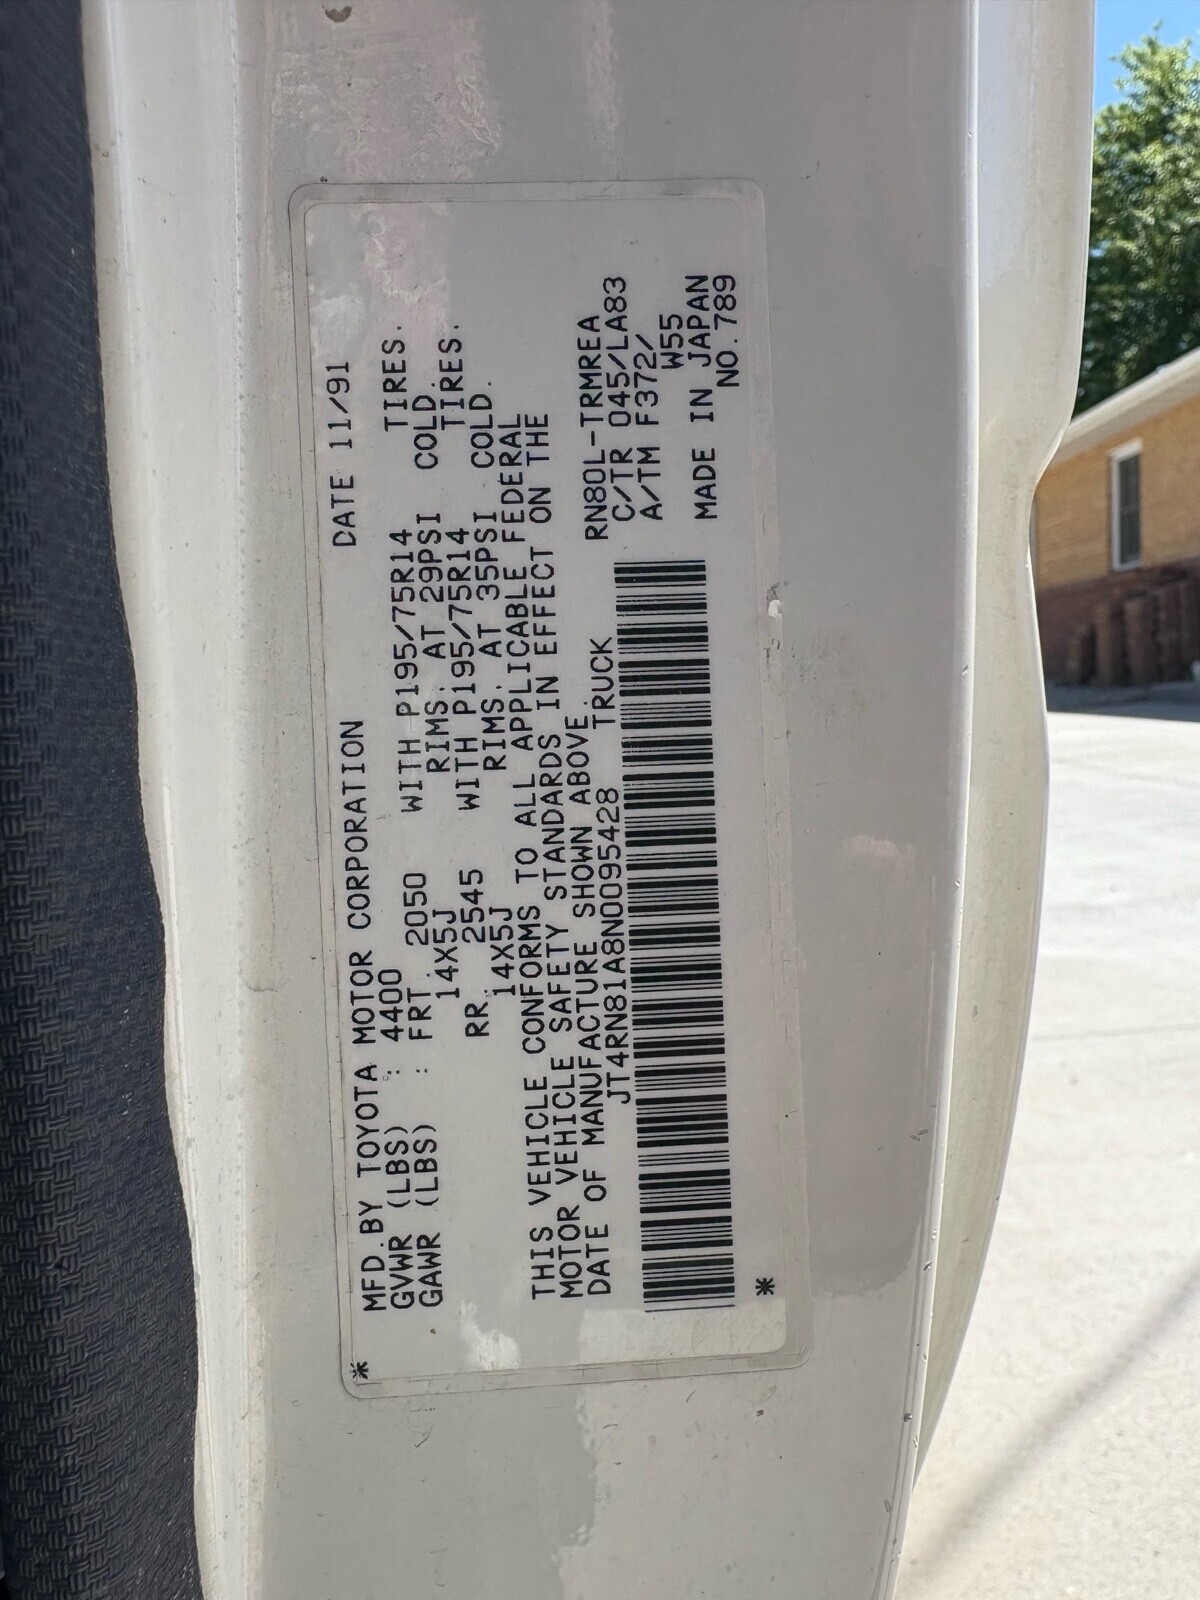 *
MFD.BY TOYOTA MOTOR CORPORATION DATE 11/91
GVWR (LBS) : 4400 WITH P195/75R14 TIRES.
GAWR (LBS) : FRT. 2050 RIMS. AT 29PSI COLD.
14X5J WITH P195/75R14 TIRES.
RR. 2545 RIMS. AT 35PSI COLD.
14X5J
THIS VEHICLE CONFORMS TO ALL APPLICABLE FEDERAL
MOTOR VEHICLE SAFETY STANDARDS IN EFFECT ON THE
DATE OF MANUFACTURE SHOWN ABOVE.
JT4RN81A8N0095428 TRUCK
RN80L-TRMREA
C/TR 045/LA83
A/TM F372/
W55
MADE IN JAPAN
NO.789
*